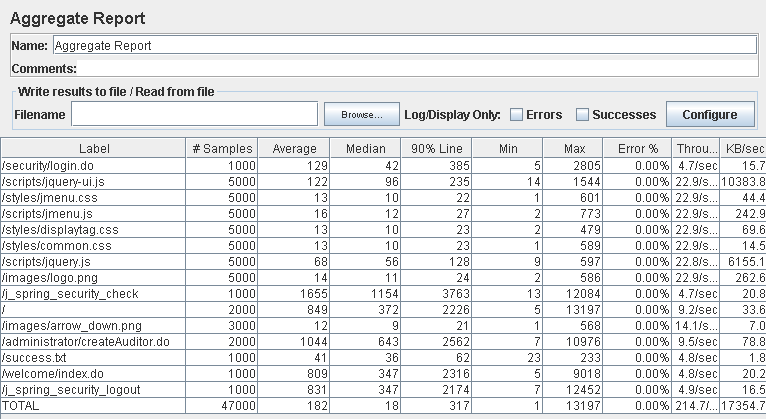 Aggregate Report
Name: Aggregate Report
Comments:
Write results to file / Read from file
Filename Browse... Log/Display Only: Errors Successes Configure
Label # Samples Average Median 90% Line Min Max Error % Throu... KB/sec
/security/login.do 1000 129 42 385 5 2805 0.00% 4.7/sec 15.7
/scripts/jquery-ui.js 5000 122 96 235 14 1544 0.00% 22.9/s... 10383.8
/styles/jmenu.css 5000 13 10 22 1 601 0.00% 22.9/s... 44.4
/scripts/jmenu.js 5000 16 12 27 2 773 0.00% 22.9/s... 242.9
/styles/displaytag.css 5000 13 10 23 2 479 0.00% 22.9/s... 69.6
/styles/common.css 5000 13 10 23 1 589 0.00% 22.9/s... 14.5
/scripts/jquery.js 5000 68 56 128 9 597 0.00% 22.8/s... 6155.1
/images/logo.png 5000 14 11 24 2 586 0.00% 22.9/s... 262.6
/j_spring_security_check 1000 1655 1154 3763 13 12084 0.00% 4.7/sec 20.8
/ 2000 849 372 2226 5 13197 0.00% 9.2/sec 33.6
/images/arrow_down.png 3000 12 9 21 1 568 0.00% 14.1/s... 7.0
/administrator/createAuditor.do 2000 1044 643 2562 7 10976 0.00% 9.5/sec 78.8
/success.txt 1000 41 36 62 23 233 0.00% 4.8/sec 1.8
/welcome/index.do 1000 809 347 2316 5 9018 0.00% 4.8/sec 20.2
/j_spring_security_logout 1000 831 347 2174 7 12452 0.00% 4.9/sec 16.5
TOTAL 47000 182 18 317 1 13197 0.00% 214.7/... 17354.7